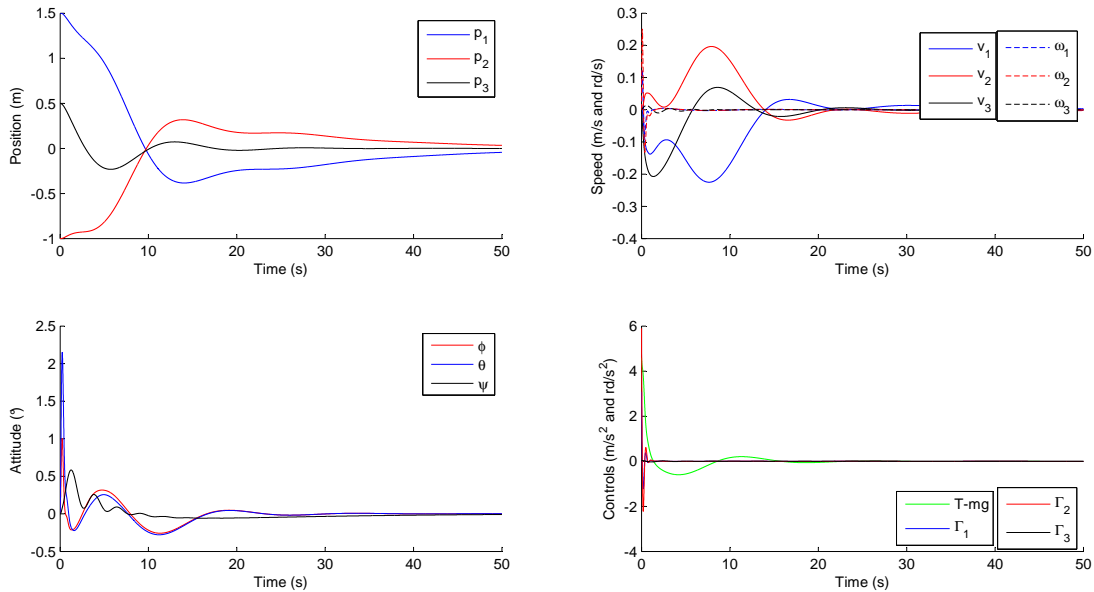 1.5
1
0.5
0
-0.5
-1
0 10 20 30 40 50
Position (m)
Time (s)
p₁
p₂
p₃
0.3
0.2
0.1
0
-0.1
-0.2
-0.3
-0.4
0 10 20 30 40 50
Speed (m/s and rd/s)
Time (s)
v₁ ω₁
v₂ ω₂
v₃ ω₃
2.5
2
1.5
1
0.5
0
-0.5
0 10 20 30 40 50
Attitude (°)
Time (s)
ϕ
θ
ψ
6
4
2
0
-2
-4
0 10 20 30 40 50
Controls (m/s² and rd/s²)
Time (s)
T-mg Γ₂
Γ₁ Γ₃